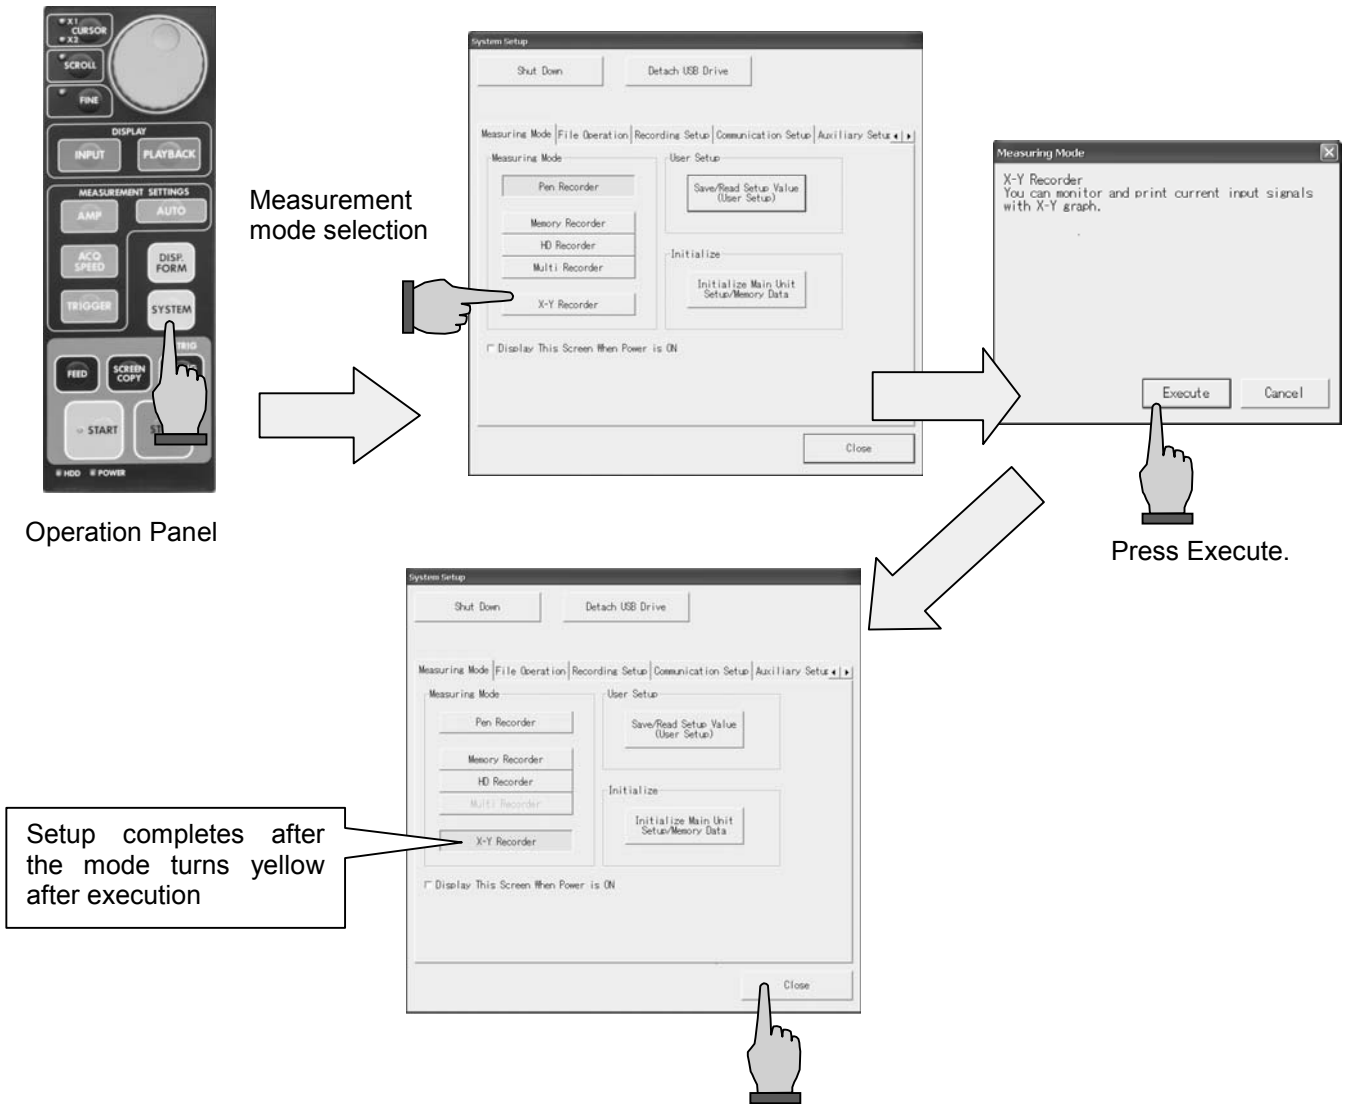 X1
CURSOR
X2
SCROLL
FINE
DISPLAY
INPUT PLAYBACK
MEASUREMENT SETTINGS
AMP AUTO
ACQ
SPEED
DISP.
FORM
TRIGGER SYSTEM
TRIG
FEED
SCREEN
COPY
START
HDD POWER
Operation Panel
Measurement
mode selection
System Setup
Shut Down Detach USB Drive
Measuring Mode File Operation Recording Setup Communication Setup Auxiliary Setup
Measuring Mode User Setup
Pen Recorder
Save/Read Setup Value
(User Setup)
Memory Recorder
HD Recorder
Multi Recorder
X-Y Recorder
Initialize
Initialize Main Unit
Setup/Memory Data
Display This Screen When Power is ON
Close
Measuring Mode
X-Y Recorder
You can monitor and print current input signals
with X-Y graph.
Execute Cancel
Press Execute.
System Setup
Shut Down Detach USB Drive
Measuring Mode File Operation Recording Setup Communication Setup Auxiliary Setup
Measuring Mode User Setup
Pen Recorder
Save/Read Setup Value
(User Setup)
Memory Recorder
HD Recorder
Multi Recorder
X-Y Recorder
Initialize
Initialize Main Unit
Setup/Memory Data
Display This Screen When Power is ON
Close
Setup completes after
the mode turns yellow
after execution